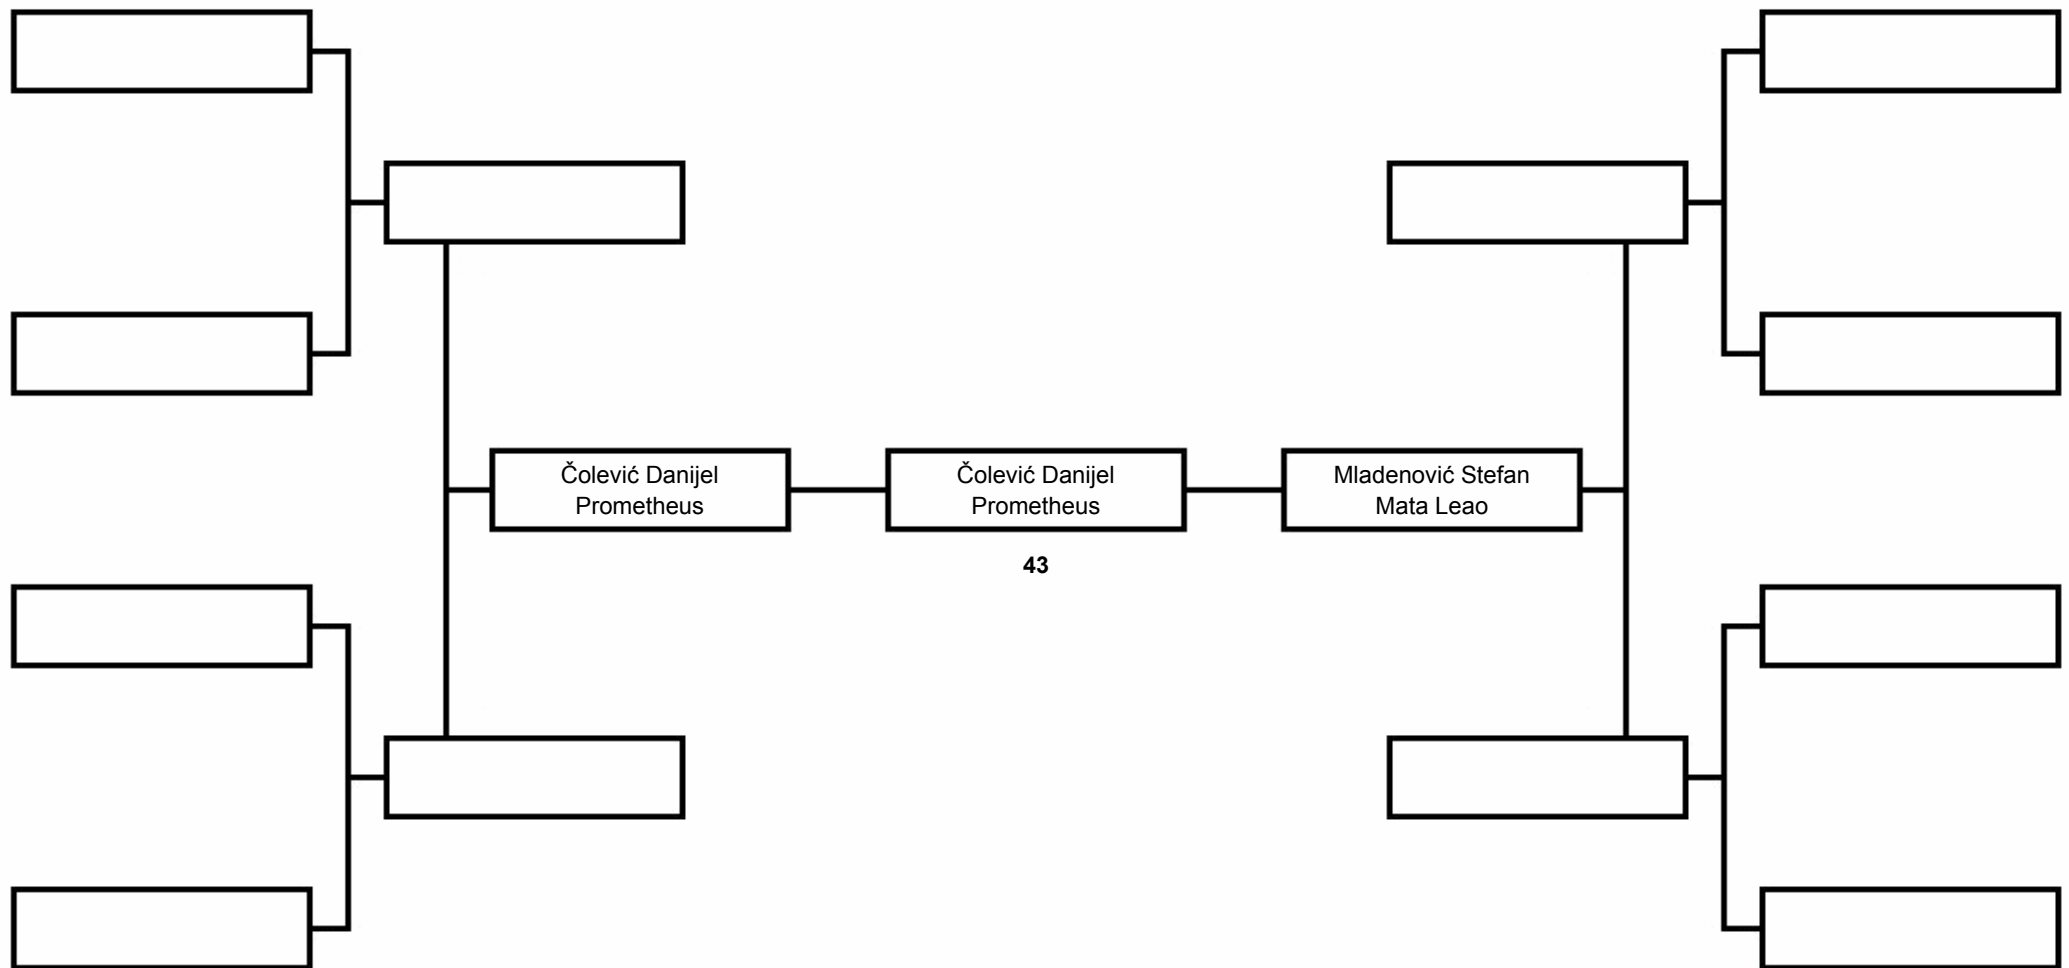 Čolević Danijel
Prometheus
Čolević Danijel
Prometheus
Mladenović Stefan
Mata Leao
43